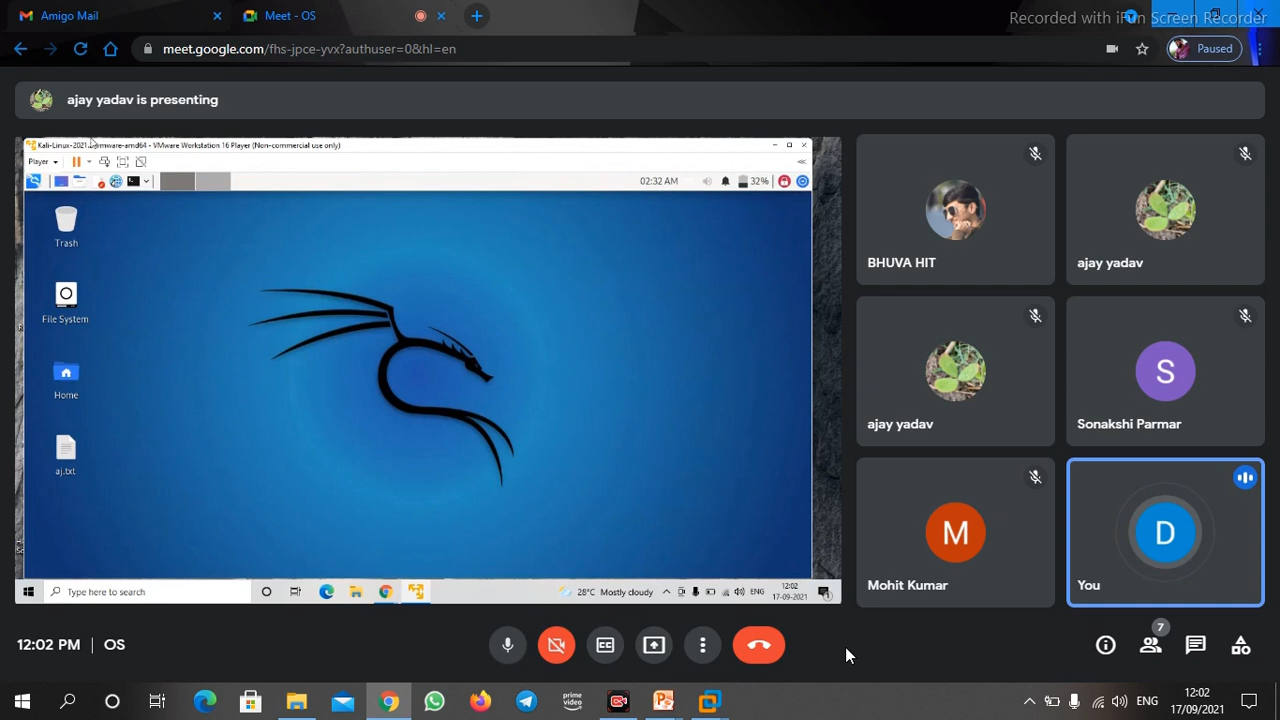 Amigo Mail
Meet - OS
Recorded with iFun Screen Recorder
meet.google.com/fhs-jpce-yvx?authuser=0&hl=en
Paused
ajay yadav is presenting
VMware Workstation 16 Player (Non-commercial use only)
Player
02:32 AM
32%
Trash
File System
Home
aj.txt
Type here to search
28°C Mostly cloudy
ENG
12:02
17-09-2021
BHUVA HIT
ajay yadav
ajay yadav
S
Sonakshi Parmar
M
Mohit Kumar
D
You
12:02 PM | OS
7
prime
video
ENG
12:02
17/09/2021